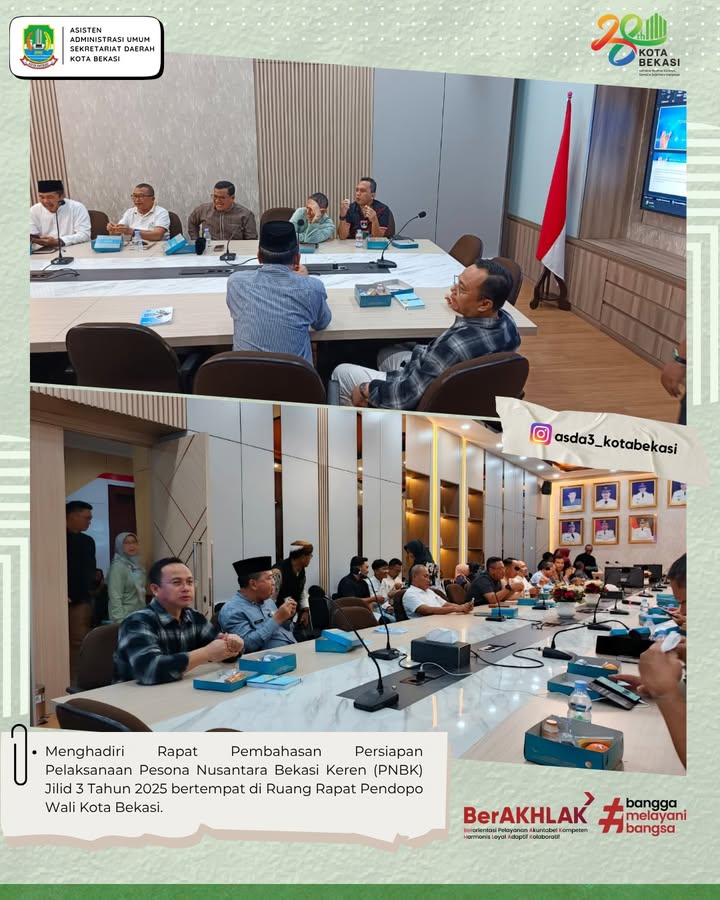 ASISTEN
ADMINISTRASI UMUM
SEKRETARIAT DAERAH
KOTA BEKASI
28th
KOTA
BEKASI
asda3_kotabekasi
• Menghadiri Rapat Pembahasan Persiapan
Pelaksanaan Pesona Nusantara Bekasi Keren (PNBK)
Jilid 3 Tahun 2025 bertempat di Ruang Rapat Pendopo
Wali Kota Bekasi.
BerAKHLAK
Berorientasi Pelayanan Akuntabel Kompeten
Harmonis Loyal Adaptif Kolaboratif
#bangga
melayani
bangsa